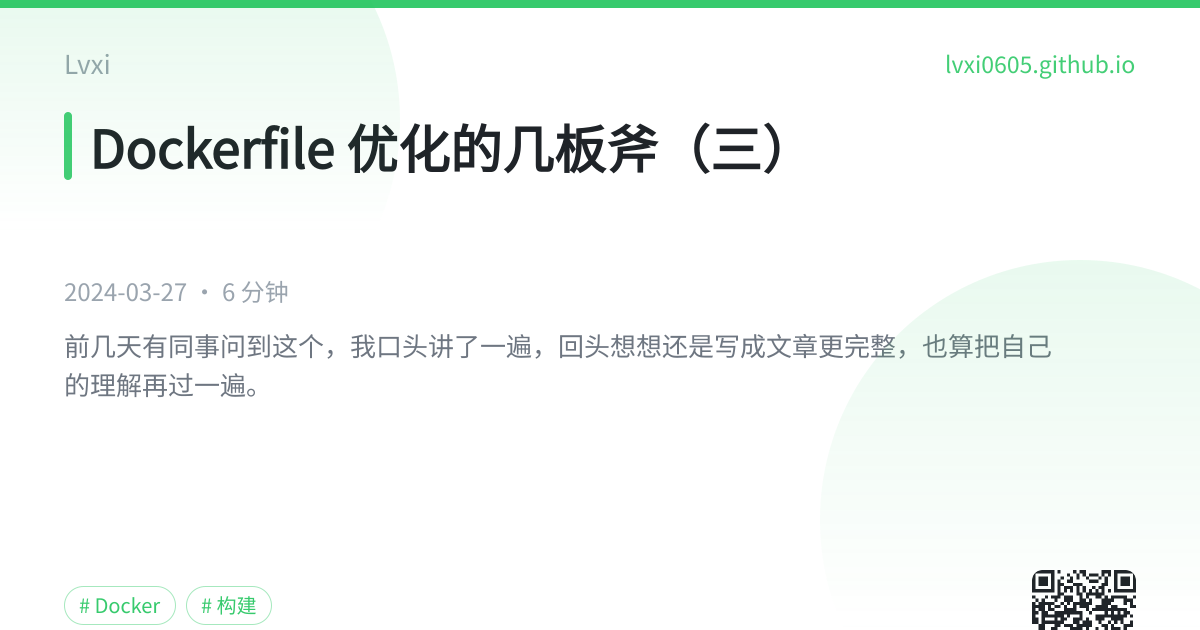 Lvxi
lvxi0605.github.io
Dockerfile 优化的几板斧（三）
2024-03-27 · 6 分钟
前几天有同事问到这个，我口头讲了一遍，回头想想还是写成文章更完整，也算把自己
的理解再过一遍。
# Docker
# 构建